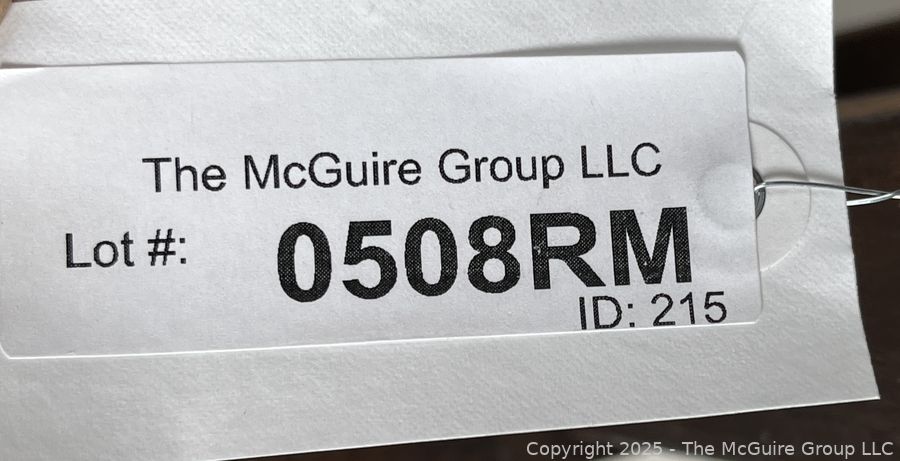 The McGuire Group LLC
Lot #: 0508RM
ID: 215
Copyright 2025 - The McGuire Group LLC